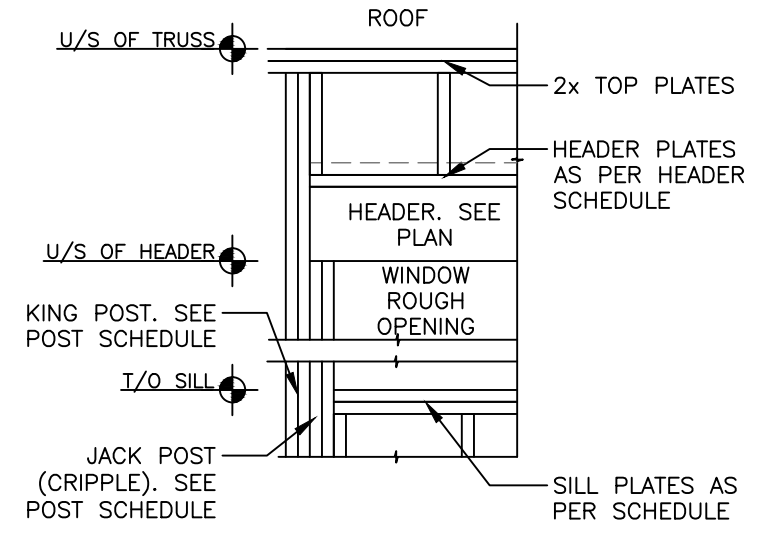 ROOF
U/S OF TRUSS
2x TOP PLATES
HEADER PLATES
AS PER HEADER
SCHEDULE
HEADER. SEE
PLAN
U/S OF HEADER
WINDOW
ROUGH
OPENING
KING POST. SEE
POST SCHEDULE
T/O SILL
JACK POST
(CRIPPLE). SEE
POST SCHEDULE
SILL PLATES AS
PER SCHEDULE